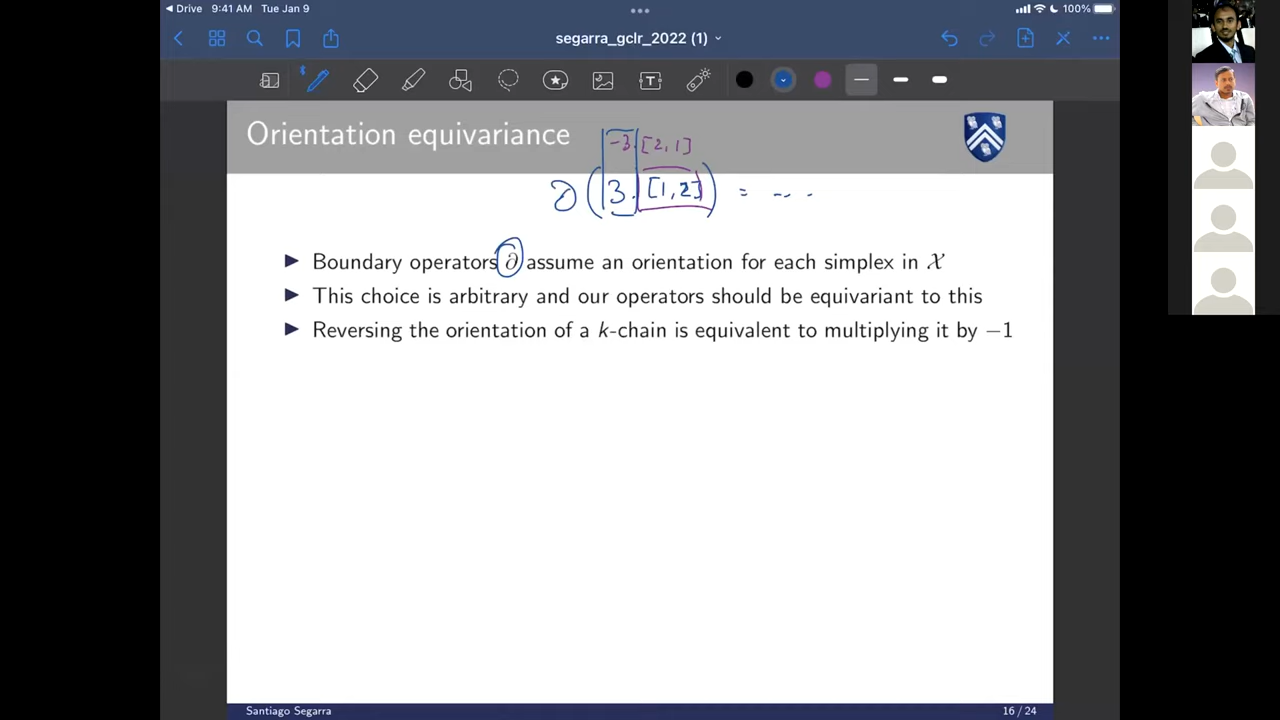 Drive 9:41 AM Tue Jan 9 100%
segarra_gclr_2022 (1)
Orientation equivariance
-3 [2,1]
∂(3.[1,2]) = ...
Boundary operators ∂ assume an orientation for each simplex in 𝒳
This choice is arbitrary and our operators should be equivariant to this
Reversing the orientation of a k-chain is equivalent to multiplying it by −1
Santiago Segarra 16 / 24